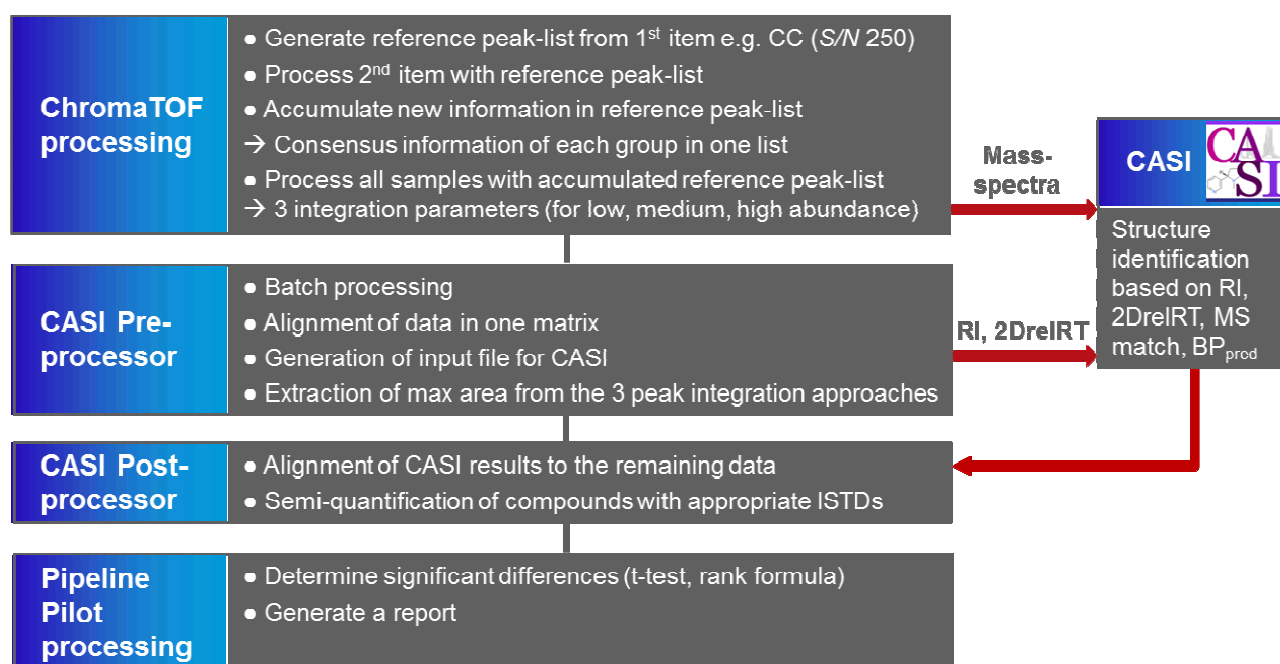 ChromaTOF
processing
● Generate reference peak-list from 1st item e.g. CC (S/N 250)
● Process 2nd item with reference peak-list
● Accumulate new information in reference peak-list
→ Consensus information of each group in one list
● Process all samples with accumulated reference peak-list
→ 3 integration parameters (for low, medium, high abundance)
Mass-
spectra
CASI
CA
SI
Structure
identification
based on RI,
2DrelRT, MS
match, BPpred
CASI Pre-
processor
● Batch processing
● Alignment of data in one matrix
● Generation of input file for CASI
● Extraction of max area from the 3 peak integration approaches
RI, 2DrelRT
CASI Post-
processor
● Alignment of CASI results to the remaining data
● Semi-quantification of compounds with appropriate ISTDs
Pipeline
Pilot
processing
● Determine significant differences (t-test, rank formula)
● Generate a report